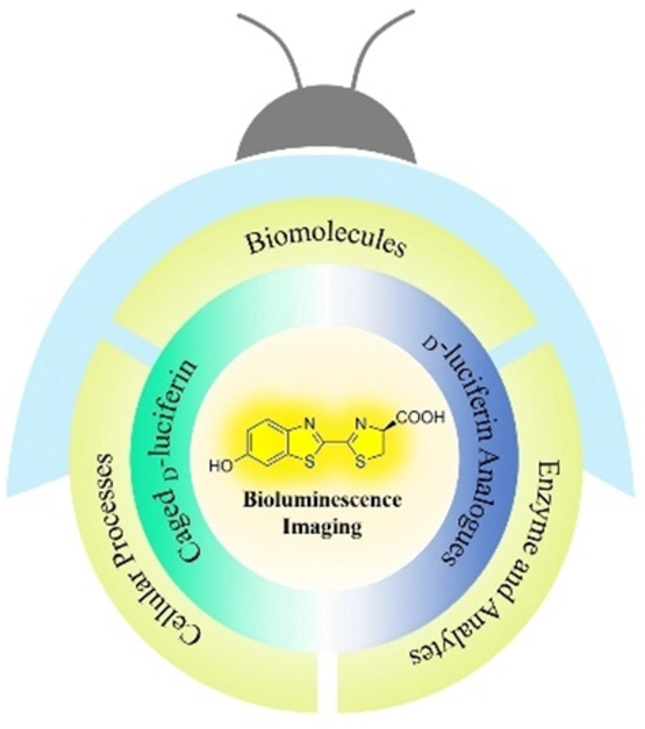 Biomolecules
Caged D-luciferin
D-luciferin Analogues
N
N
COOH
HO
S
S
Bioluminescence
Imaging
Cellular Processes
Enzyme and Analytes